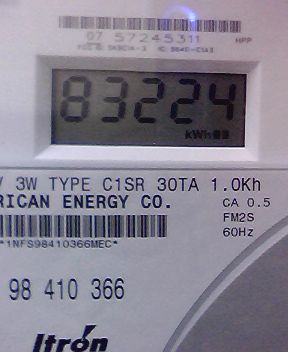 07 57245311 HPP
83224
kWh
V 3W TYPE C1SR 30TA 1.0Kh
RICAN ENERGY CO. CA 0.5
FM2S
*1NFS98410366MEC* 60Hz
98 410 366
Itron